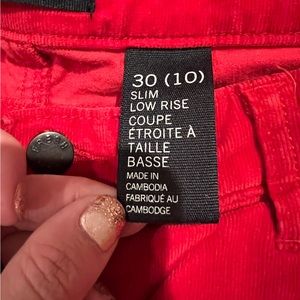 30 (10)
SLIM
LOW RISE
COUPE
ÉTROITE À
TAILLE
BASSE
MADE IN
CAMBODIA
FABRIQUÉ AU
CAMBODGE